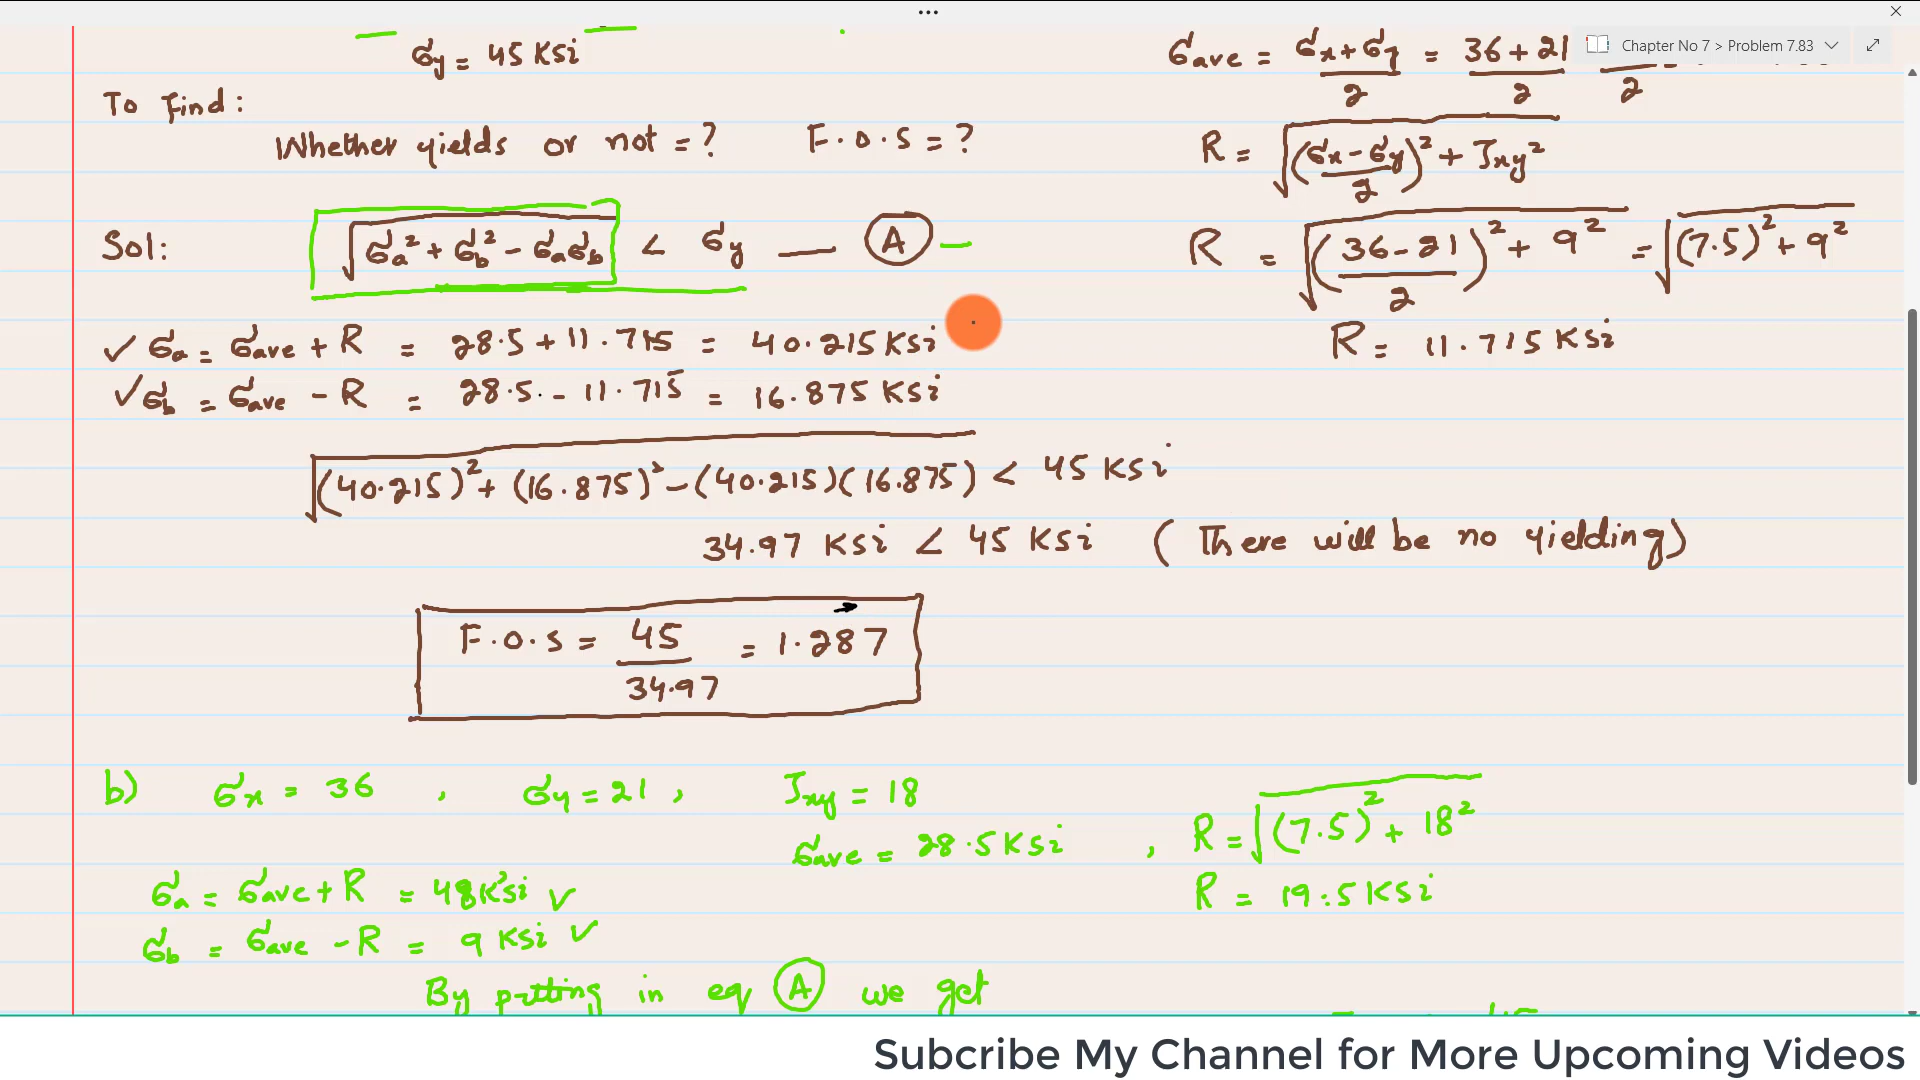 Chapter No 7 > Problem 7.83
σy = 45 Ksi
σave = σx+σy / 2 = 36+21 / 2
2
To Find:
Whether yields or not = ? F.O.S = ?
R = √((σx-σy / 2)² + Txy²)
Sol: √(σa² + σb² - σaσb) < σy — A
R = √((36-21 / 2)² + 9²) = √((7.5)² + 9²)
R = 11.715 Ksi
✓ σa = σave + R = 28.5 + 11.715 = 40.215 Ksi
✓ σb = σave - R = 28.5 - 11.715 = 16.875 Ksi
√((40.215)² + (16.875)² - (40.215)(16.875)) < 45 Ksi
34.97 Ksi < 45 Ksi (There will be no yielding)
F.O.S = 45 / 34.97 = 1.287
b) σx = 36 , σy = 21 , Txy = 18
σave = 28.5 Ksi , R = √((7.5)² + 18²)
R = 19.5 Ksi
σa = σave + R = 48 Ksi ✓
σb = σave - R = 9 Ksi ✓
By putting in eq A we get
Subcribe My Channel for More Upcoming Videos